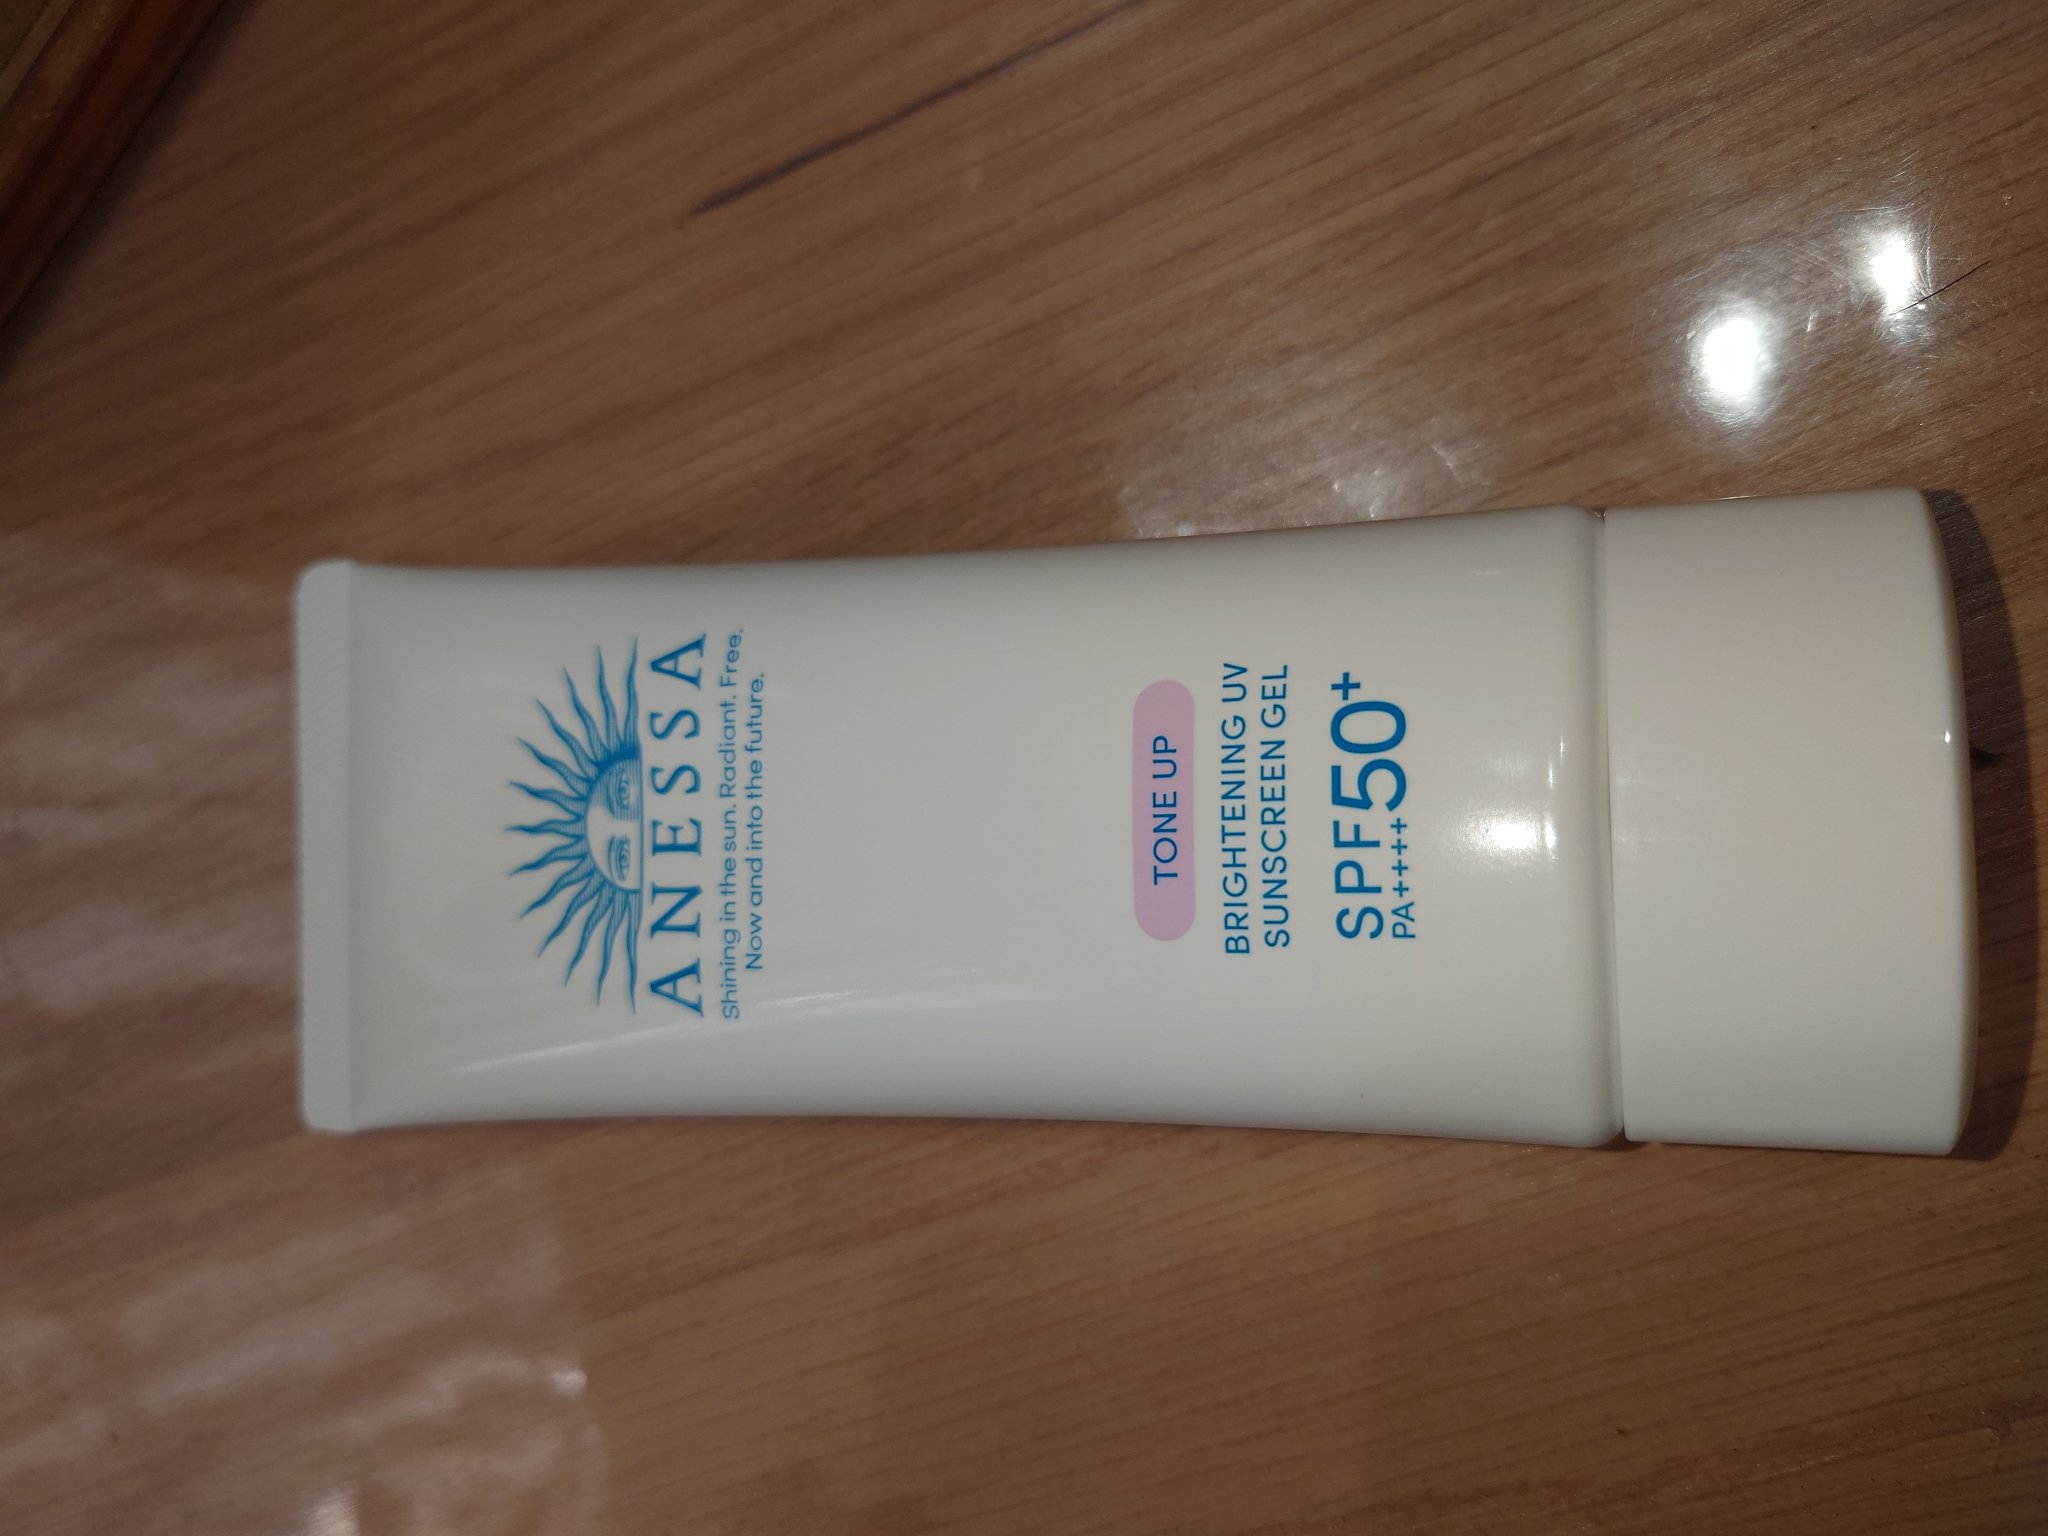 ANESSA
Shining in the sun. Radiant. Free.
Now and into the future.
TONE UP
BRIGHTENING UV
SUNSCREEN GEL
SPF50+
PA++++